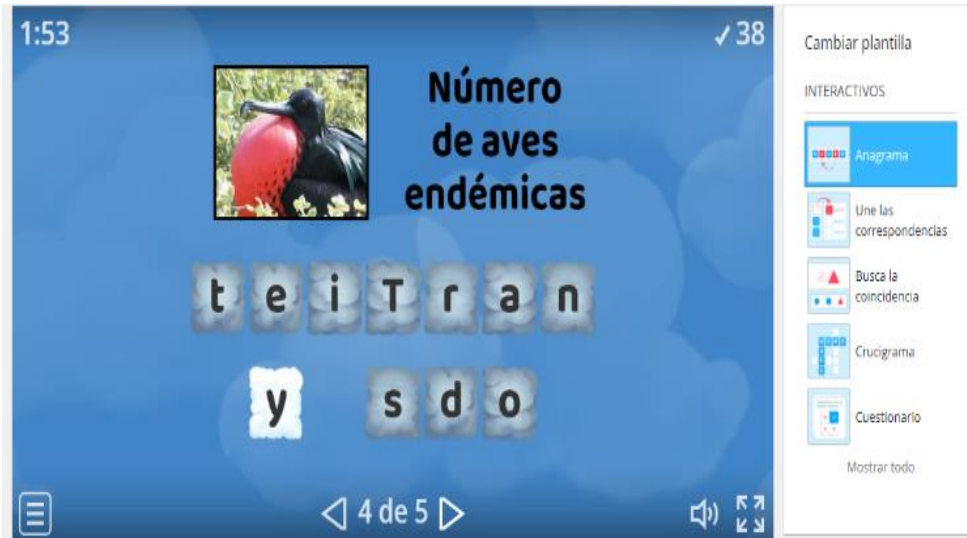 1:53
✓ 38
Número
de aves
endémicas
t e i T r a n
y s d o
4 de 5
Cambiar plantilla
INTERACTIVOS
Anagrama
Une las
correspondencias
Busca la
coincidencia
Crucigrama
Cuestionario
Mostrar todo